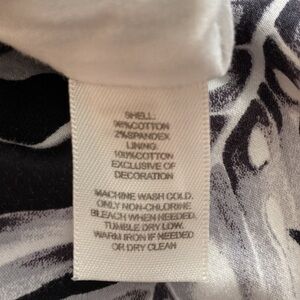 SHELL:
98%COTTON
2%SPANDEX
LINING:
100%COTTON
EXCLUSIVE OF
DECORATION
MACHINE WASH COLD.
ONLY NON-CHLORINE
BLEACH WHEN NEEDED.
TUMBLE DRY LOW.
WARM IRON IF NEEDED
OR DRY CLEAN